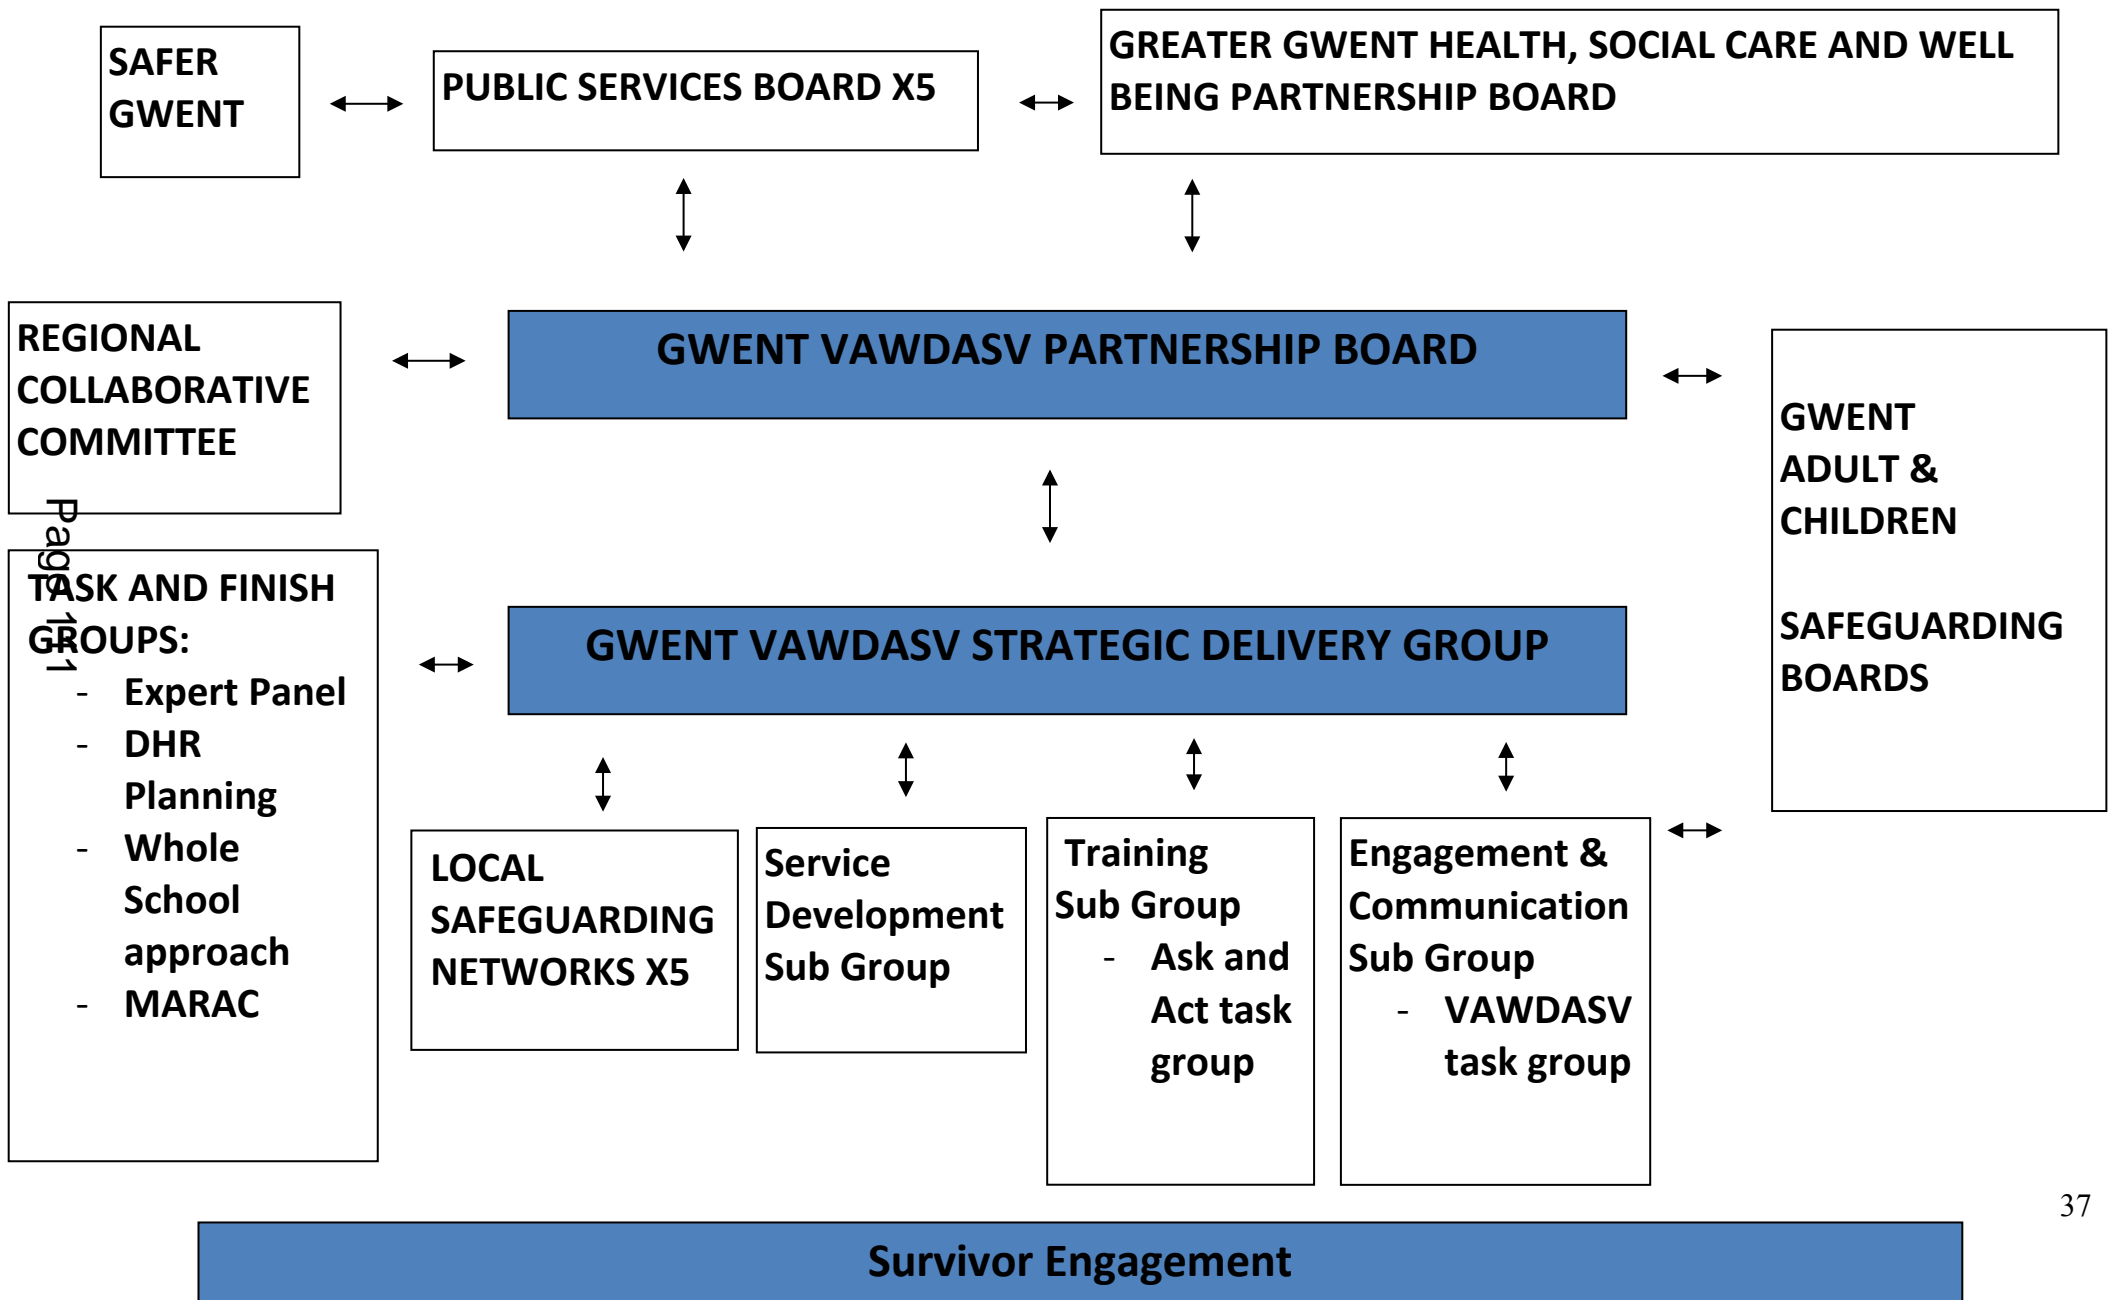 SAFER
GWENT
PUBLIC SERVICES BOARD X5
GREATER GWENT HEALTH, SOCIAL CARE AND WELL
BEING PARTNERSHIP BOARD
REGIONAL
COLLABORATIVE
COMMITTEE
GWENT VAWDASV PARTNERSHIP BOARD
GWENT
ADULT &
CHILDREN
SAFEGUARDING
BOARDS
Page 111
TASK AND FINISH
GROUPS:
- Expert Panel
- DHR
Planning
- Whole
School
approach
- MARAC
GWENT VAWDASV STRATEGIC DELIVERY GROUP
LOCAL
SAFEGUARDING
NETWORKS X5
Service
Development
Sub Group
Training
Sub Group
- Ask and
Act task
group
Engagement &
Communication
Sub Group
- VAWDASV
task group
37
Survivor Engagement